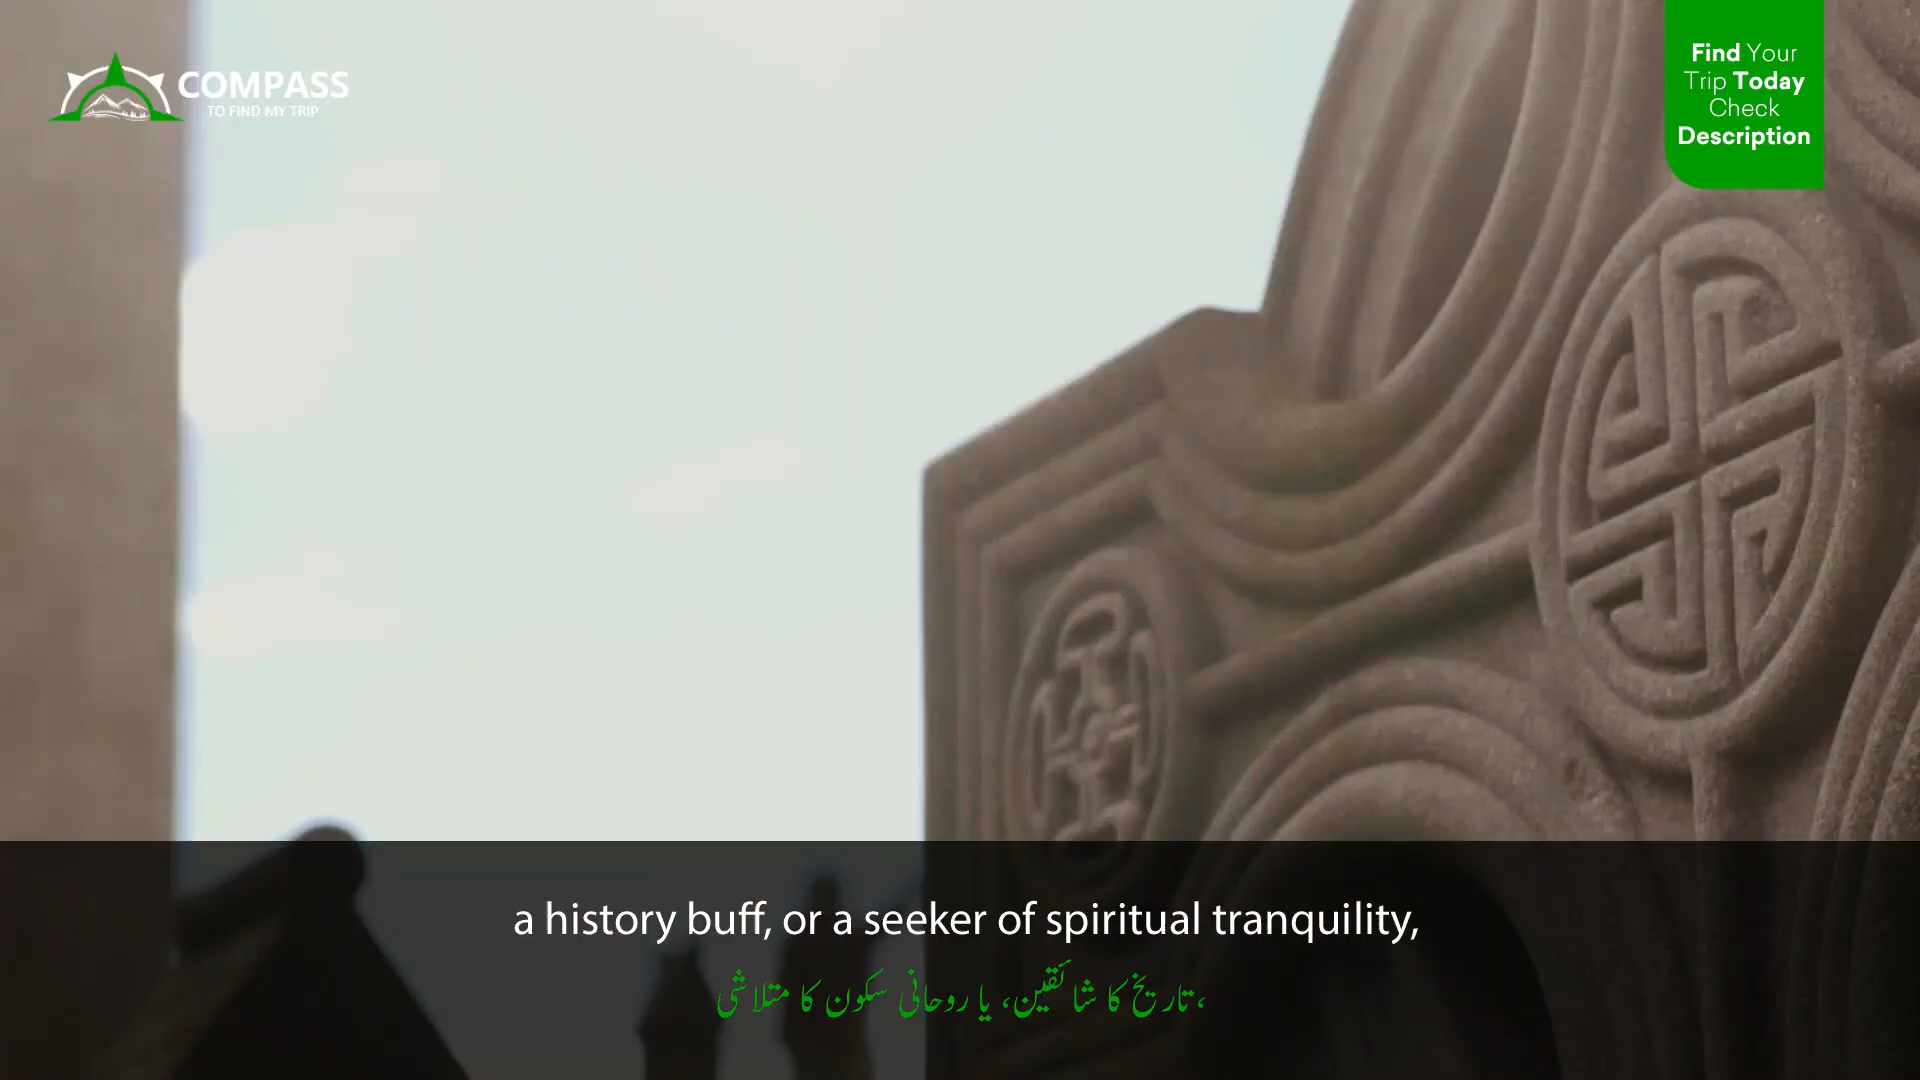 COMPASS
TO FIND MY TRIP
Find Your
Trip Today
Check
Description
a history buff, or a seeker of spiritual tranquility,
تاریخ کا شائقین، یا روحانی سکون کا متلاشی،